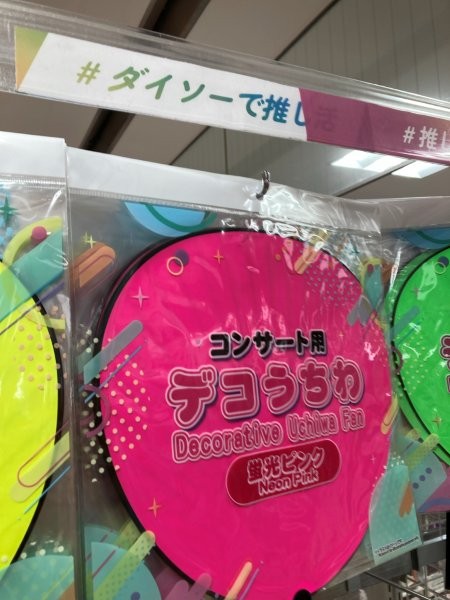 #ダイソーで推し
#推し
コンサート用
デコうちわ
Decorative Uchiwa Fan
蛍光ピンク
Neon Pink